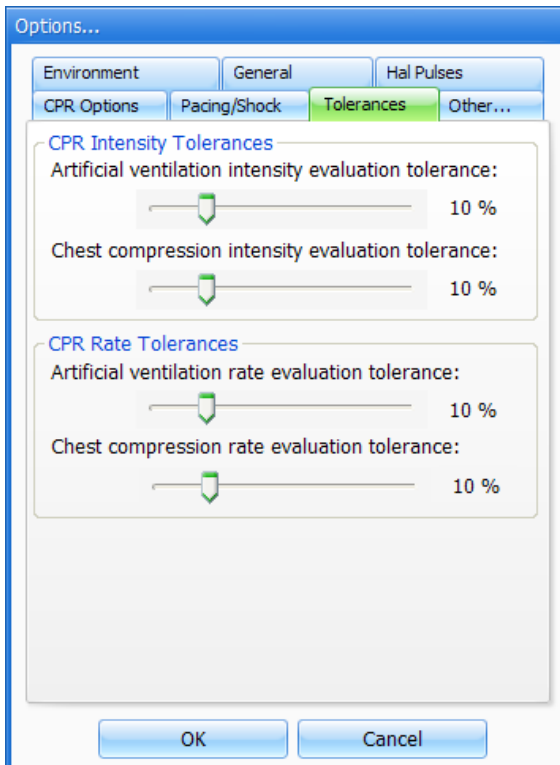 Options...
Environment General Hal Pulses
CPR Options Pacing/Shock Tolerances Other...
CPR Intensity Tolerances
Artificial ventilation intensity evaluation tolerance:
10 %
Chest compression intensity evaluation tolerance:
10 %
CPR Rate Tolerances
Artificial ventilation rate evaluation tolerance:
10 %
Chest compression rate evaluation tolerance:
10 %
OK Cancel